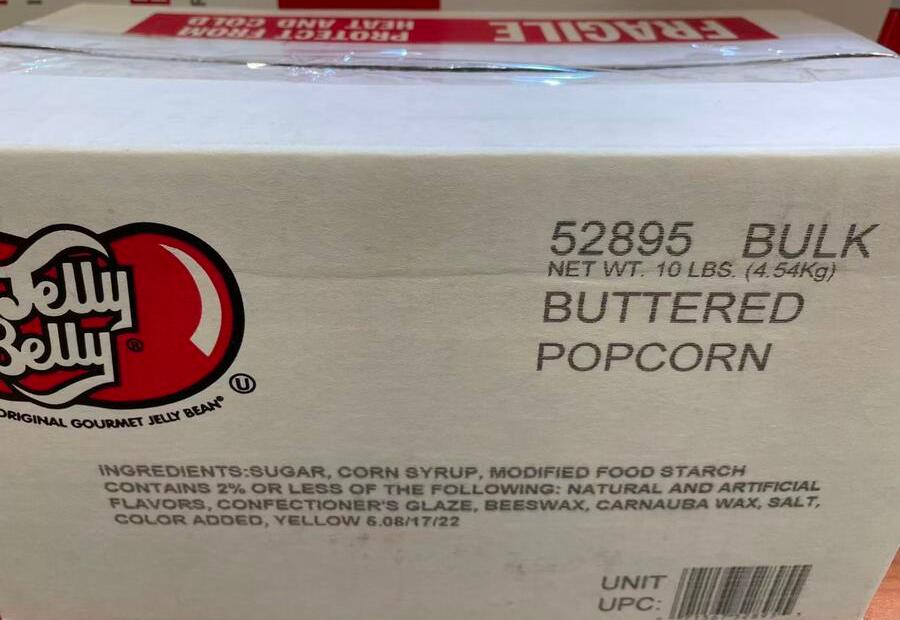 FRAGILE
PROTECT FROM
HEAT AND COLD
Jelly
Belly®
ORIGINAL GOURMET JELLY BEAN®
U
52895 BULK
NET WT. 10 LBS. (4.54Kg)
BUTTERED
POPCORN
INGREDIENTS:SUGAR, CORN SYRUP, MODIFIED FOOD STARCH
CONTAINS 2% OR LESS OF THE FOLLOWING: NATURAL AND ARTIFICIAL
FLAVORS, CONFECTIONER'S GLAZE, BEESWAX, CARNAUBA WAX, SALT,
COLOR ADDED, YELLOW 6.08/17/22
UNIT
UPC: